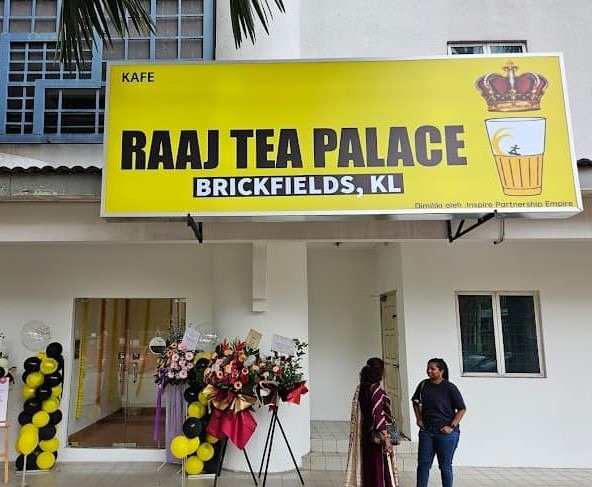 KAFE
RAAJ TEA PALACE
BRICKFIELDS, KL
Dimiliki oleh :Inspire Partnership Empire